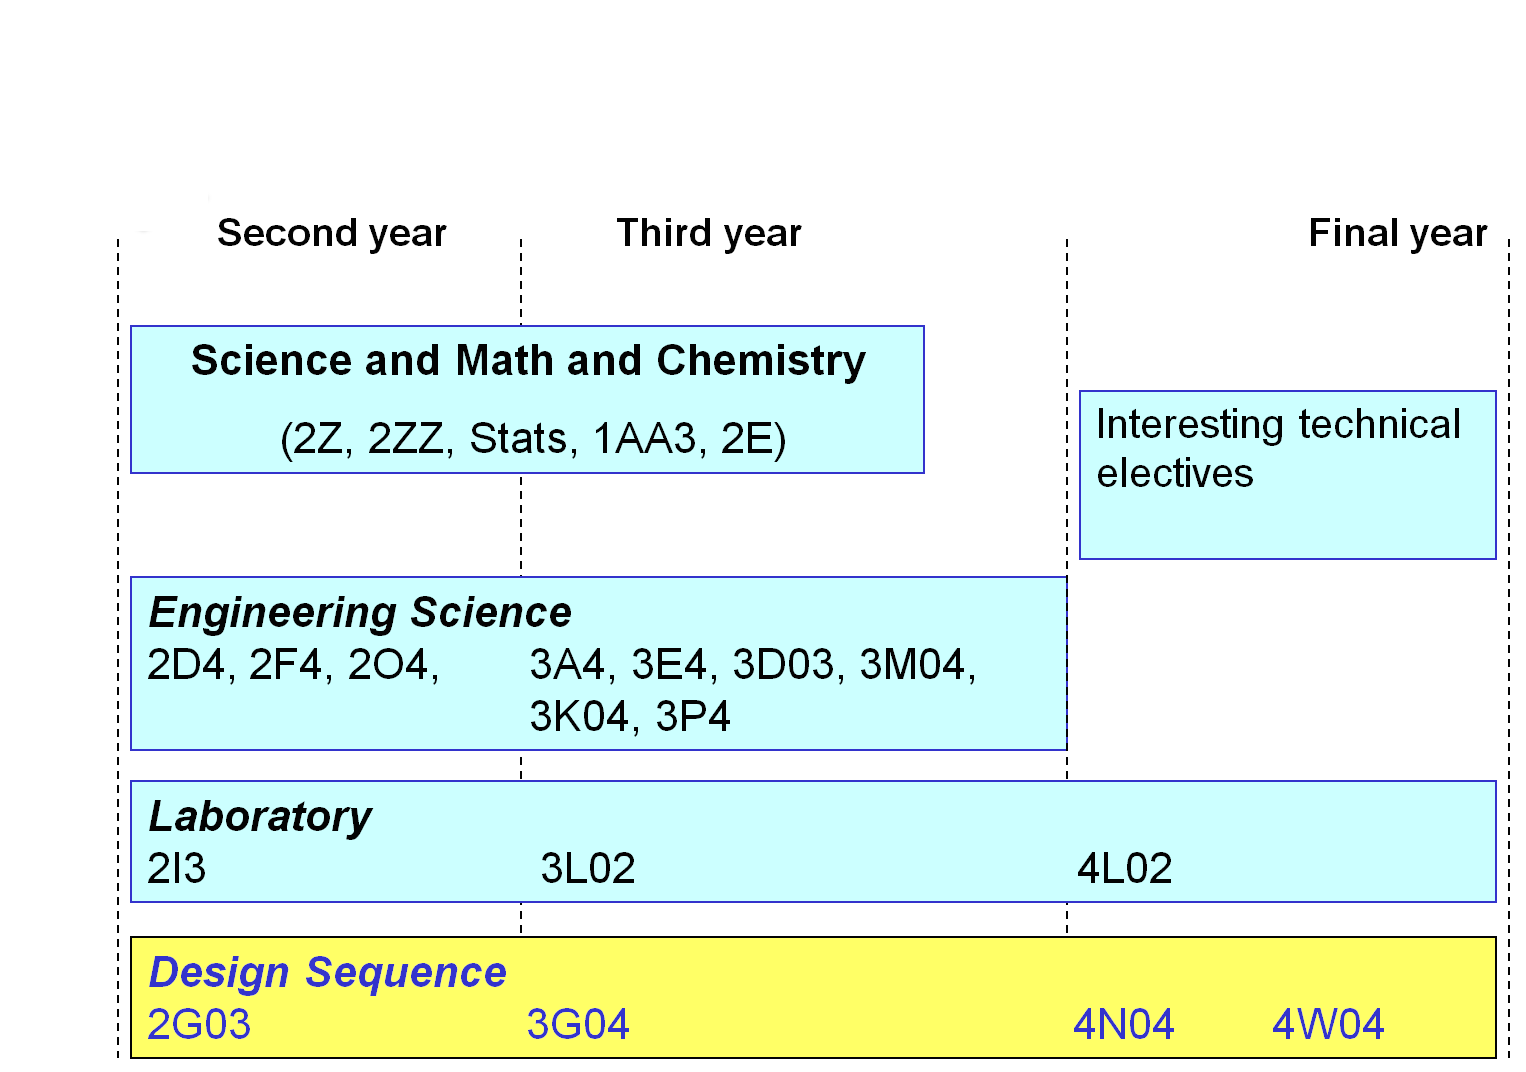 Second year
Third year
Final year
Science and Math and Chemistry
(2Z, 2ZZ, Stats, 1AA3, 2E)
Interesting technical
electives
Engineering Science
2D4, 2F4, 2O4,
3A4, 3E4, 3D03, 3M04,
3K04, 3P4
Laboratory
2I3
3L02
4L02
Design Sequence
2G03
3G04
4N04
4W04